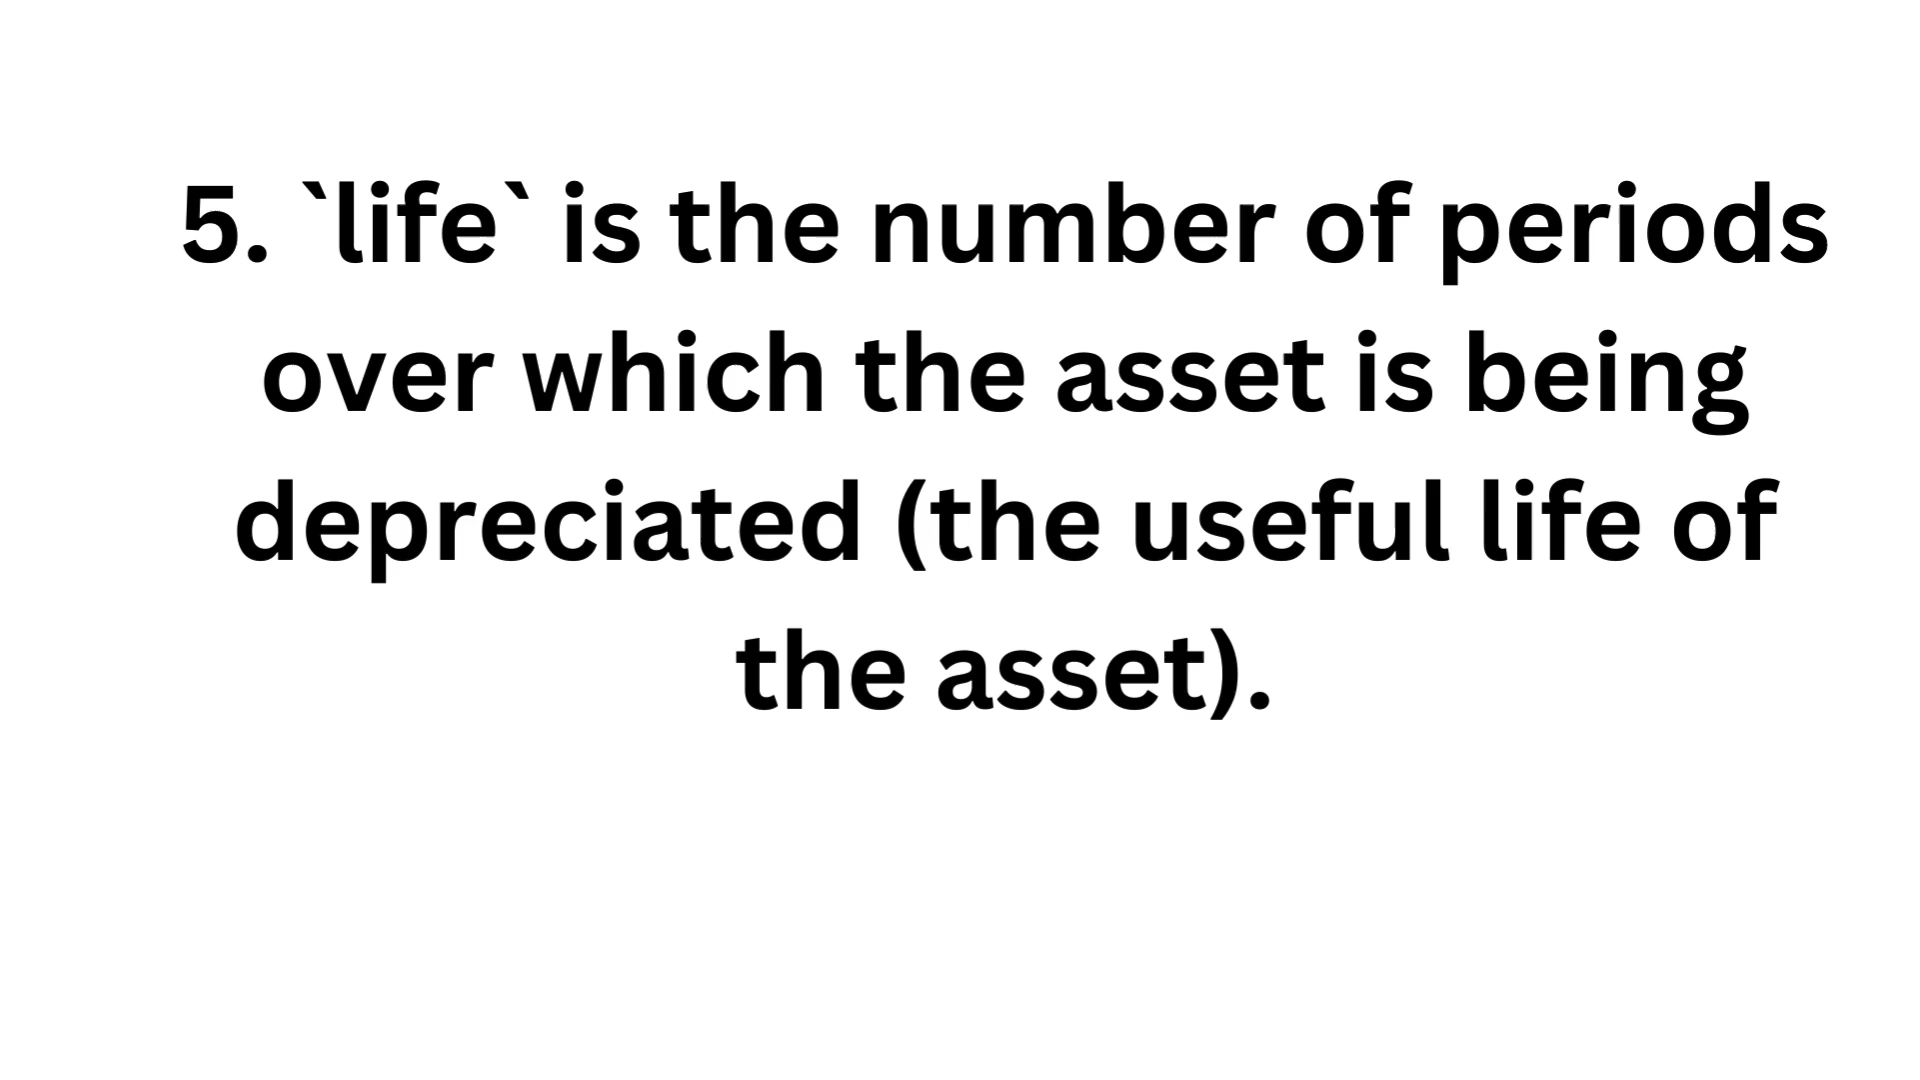 5. `life` is the number of periods
over which the asset is being
depreciated (the useful life of
the asset).